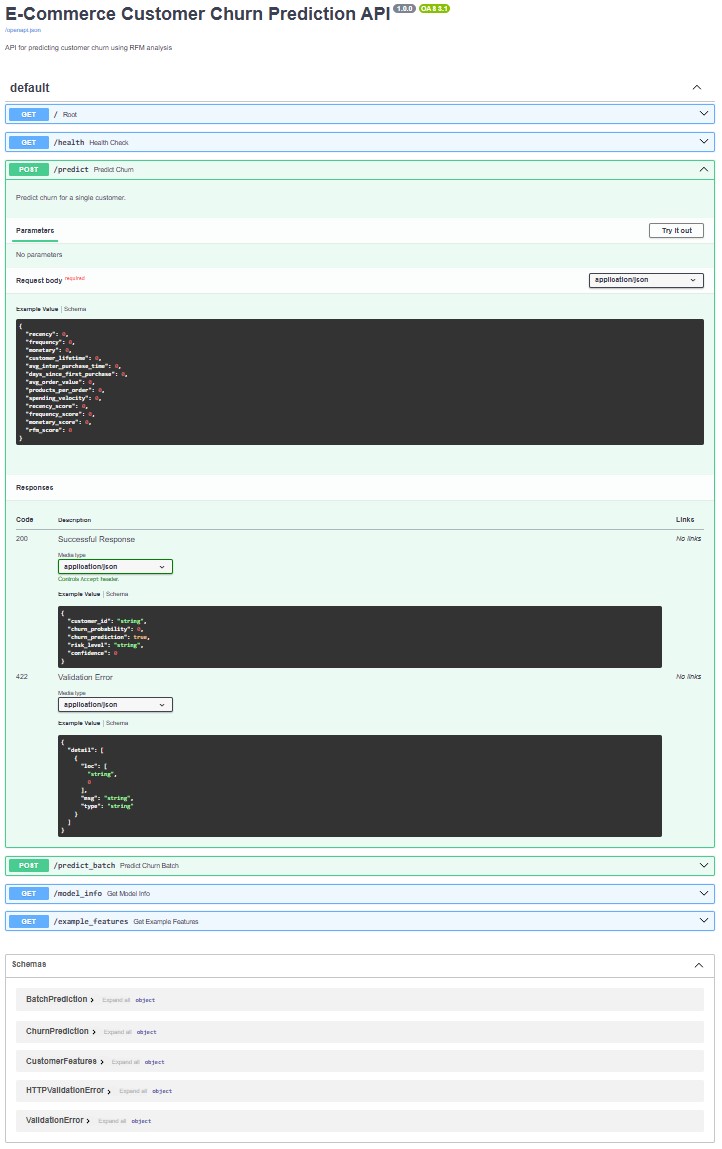 E-Commerce Customer Churn Prediction API 1.0.0 OAS 3.1
/openapi.json
API for predicting customer churn using RFM analysis
default
GET / Root
GET /health Health Check
POST /predict Predict Churn
Predict churn for a single customer.
Parameters Try it out
No parameters
Request body required application/json
Example Value | Schema
{
"recency": 0,
"frequency": 0,
"monetary": 0,
"customer_lifetime": 0,
"avg_inter_purchase_time": 0,
"days_since_first_purchase": 0,
"avg_order_value": 0,
"products_per_order": 0,
"spending_velocity": 0,
"recency_score": 0,
"frequency_score": 0,
"monetary_score": 0,
"rfm_score": 0
}
Responses
Code Description Links
200 Successful Response No links
Media type
application/json
Controls Accept header.
Example Value | Schema
{
"customer_id": "string",
"churn_probability": 0,
"churn_prediction": true,
"risk_level": "string",
"confidence": 0
}
422 Validation Error No links
Media type
application/json
Example Value | Schema
{
"detail": [
{
"loc": [
"string",
0
],
"msg": "string",
"type": "string"
}
]
}
POST /predict_batch Predict Churn Batch
GET /model_info Get Model Info
GET /example_features Get Example Features
Schemas
BatchPrediction Expand all object
ChurnPrediction Expand all object
CustomerFeatures Expand all object
HTTPValidationError Expand all object
ValidationError Expand all object